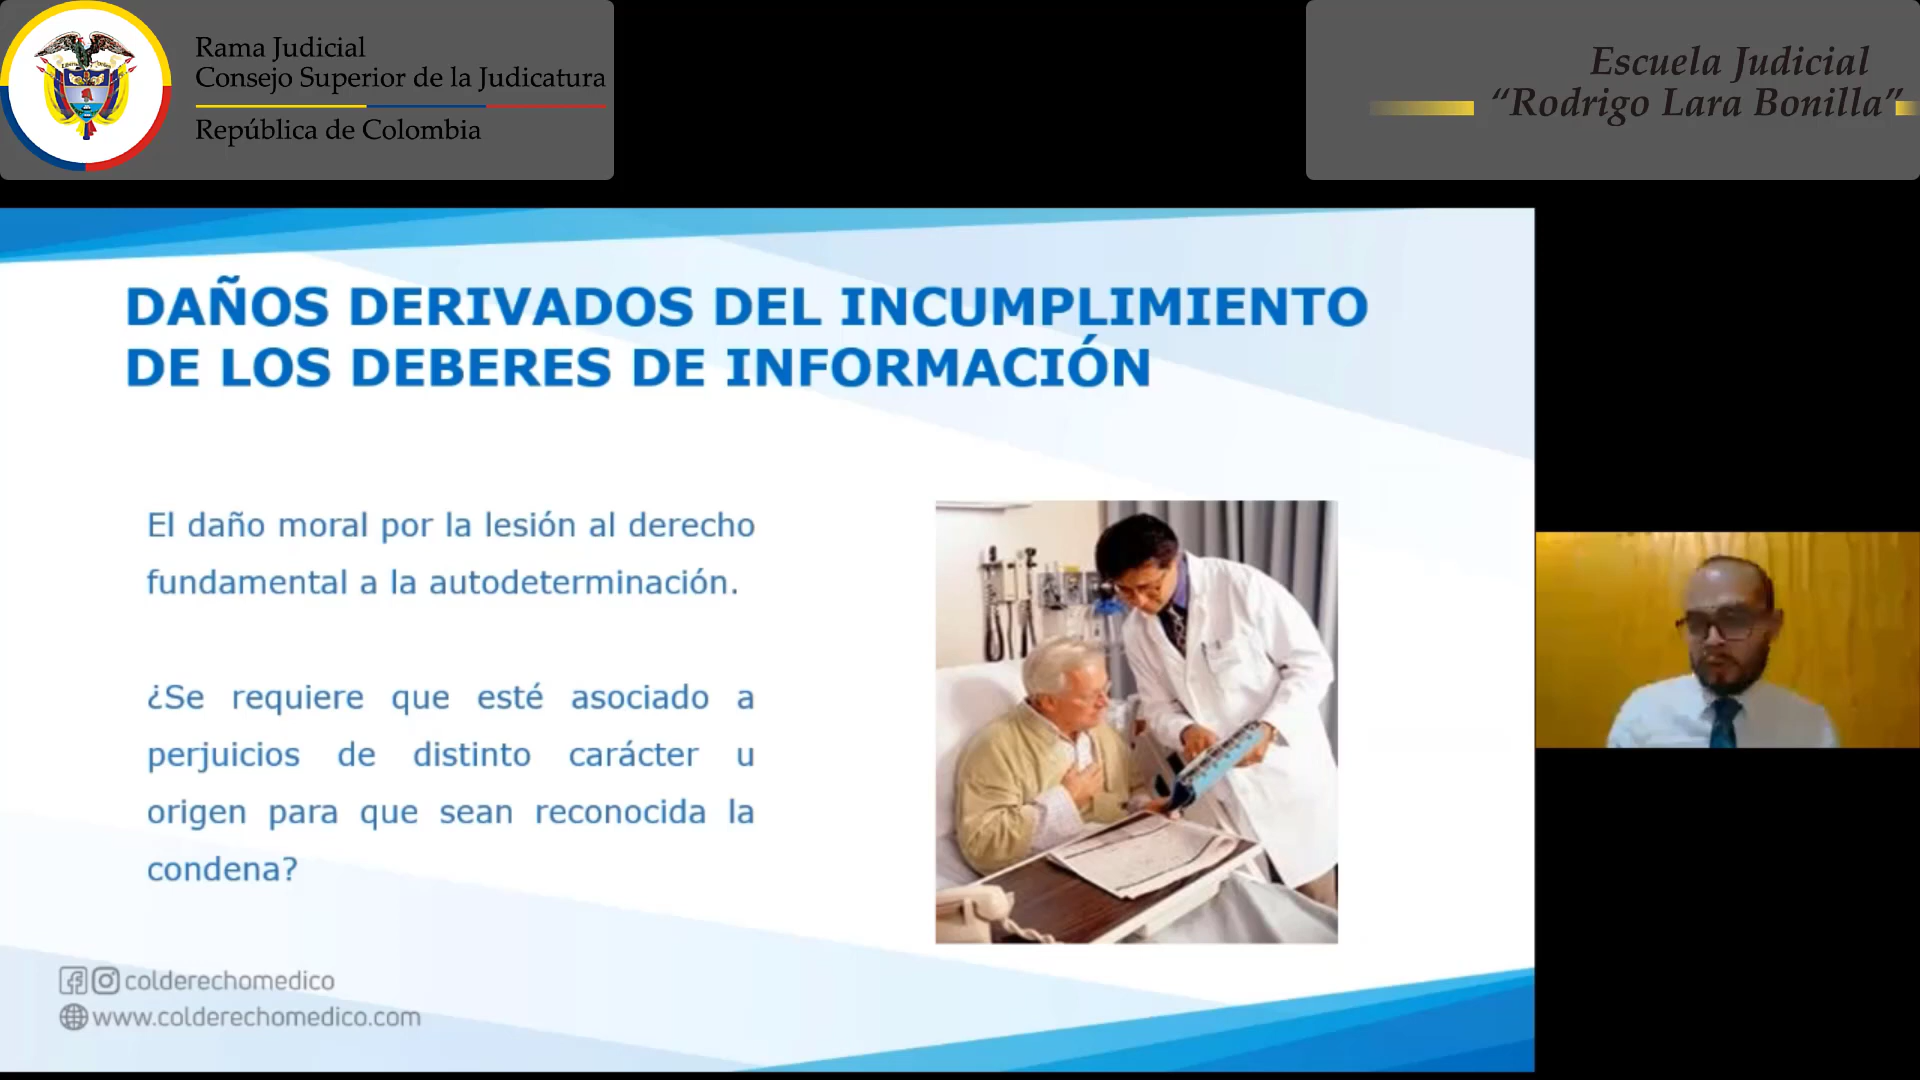 Rama Judicial
Consejo Superior de la Judicatura
República de Colombia
Escuela Judicial
“Rodrigo Lara Bonilla”
DAÑOS DERIVADOS DEL INCUMPLIMIENTO
DE LOS DEBERES DE INFORMACIÓN
El daño moral por la lesión al derecho
fundamental a la autodeterminación.
¿Se requiere que esté asociado a
perjuicios de distinto carácter u
origen para que sean reconocida la
condena?
colderechomedico
www.colderechomedico.com